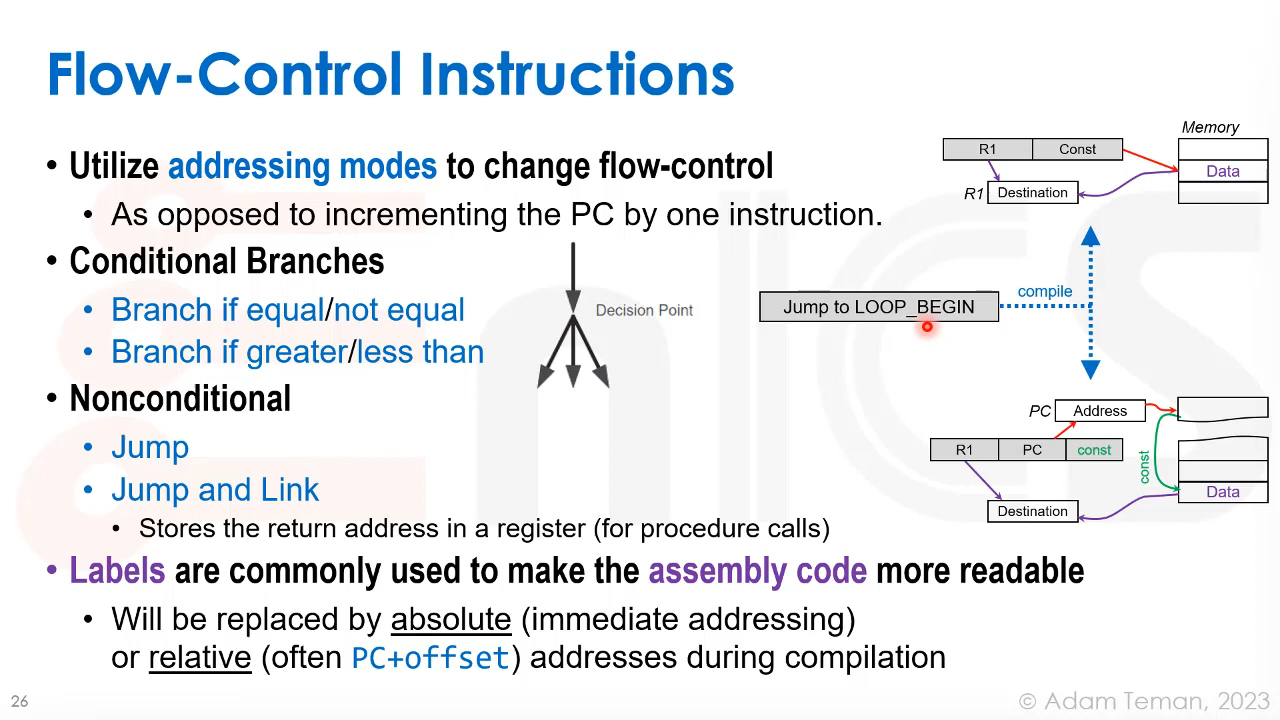 Flow-Control Instructions
• Utilize addressing modes to change flow-control
• As opposed to incrementing the PC by one instruction.
• Conditional Branches
• Branch if equal/not equal
• Branch if greater/less than
• Nonconditional
• Jump
• Jump and Link
• Stores the return address in a register (for procedure calls)
• Labels are commonly used to make the assembly code more readable
• Will be replaced by absolute (immediate addressing)
or relative (often PC+offset) addresses during compilation
Decision Point
Memory
R1 Const
Data
R1 Destination
Jump to LOOP_BEGIN
compile
PC Address
R1 PC const
const
Data
Destination
26
© Adam Teman, 2023